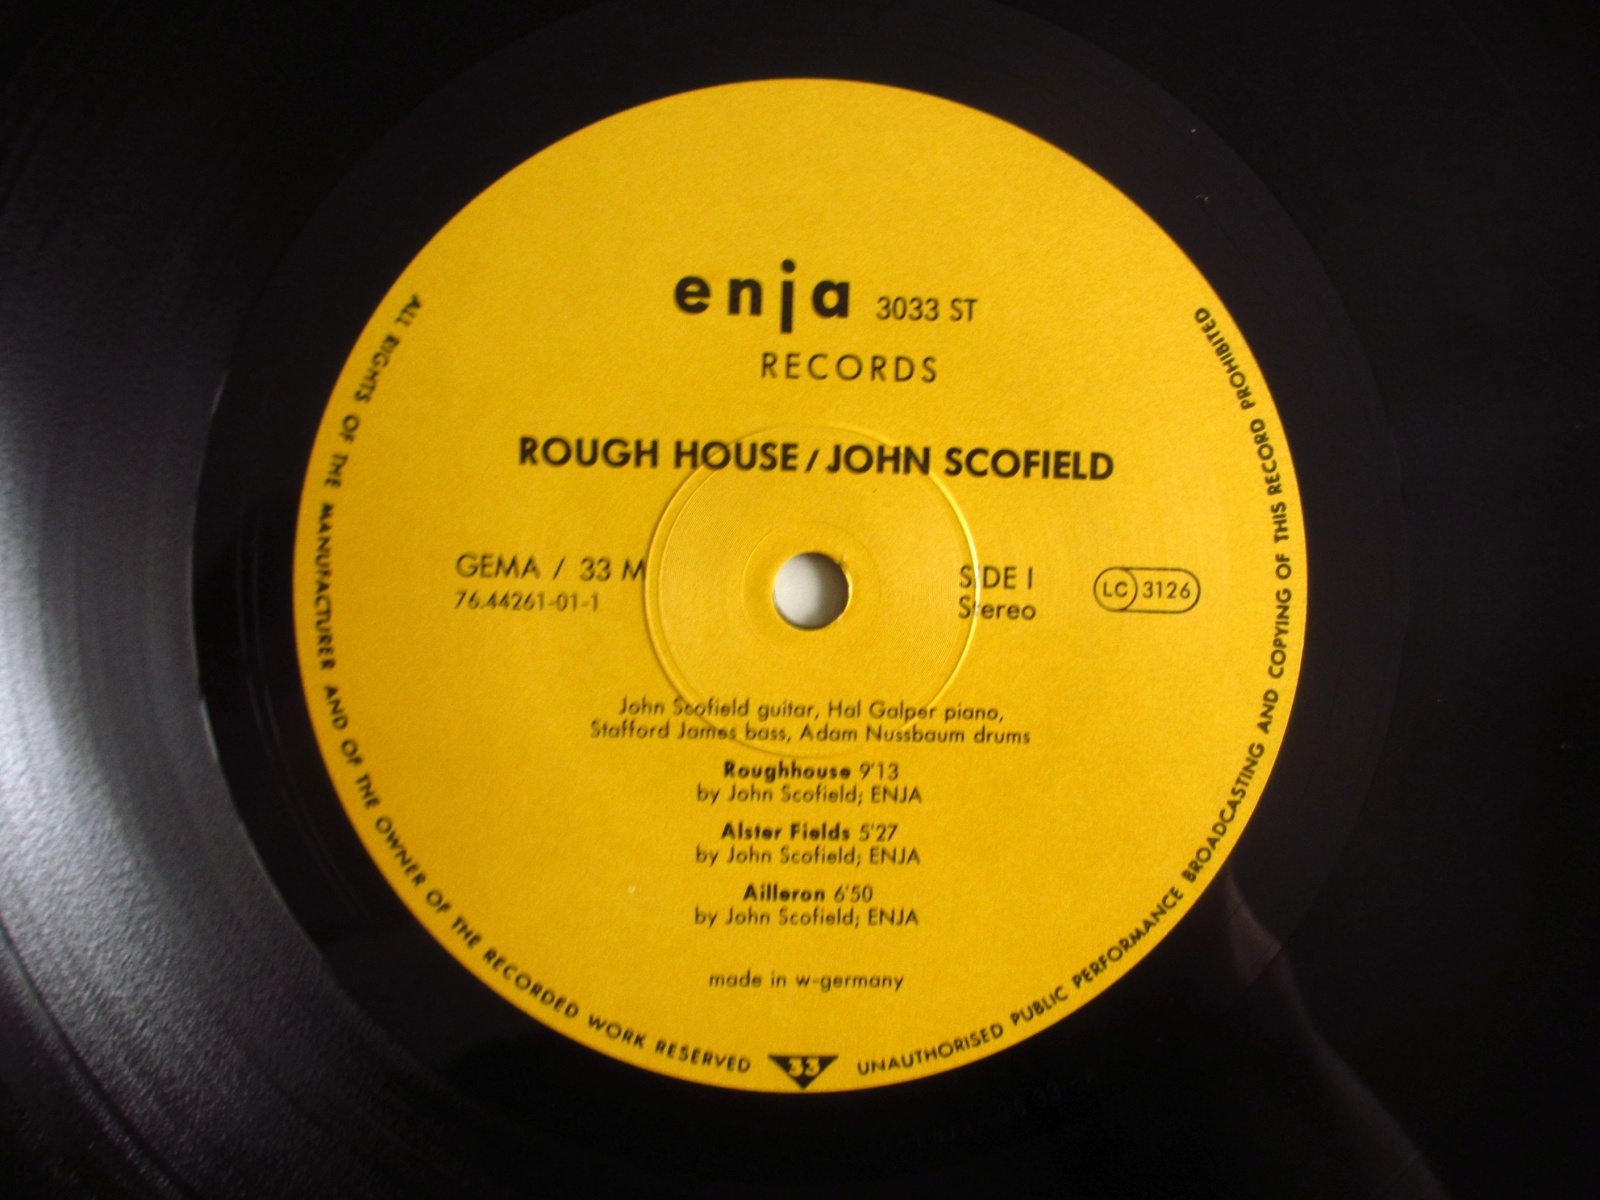 enja 3033 ST
RECORDS
ROUGH HOUSE / JOHN SCOFIELD
GEMA / 33 M
76.44261-01-1
SIDE I
Stereo
LC 3126
John Scofield guitar, Hal Galper piano,
Stafford James bass, Adam Nussbaum drums
Roughhouse 9'13
by John Scofield; ENJA
Alster Fields 5'27
by John Scofield; ENJA
Ailleron 6'50
by John Scofield; ENJA
made in w-germany
ALL RIGHTS OF THE MANUFACTURER AND OF THE OWNER OF THE RECORDED WORK RESERVED
33
UNAUTHORISED PUBLIC PERFORMANCE BROADCASTING AND COPYING OF THIS RECORD PROHIBITED